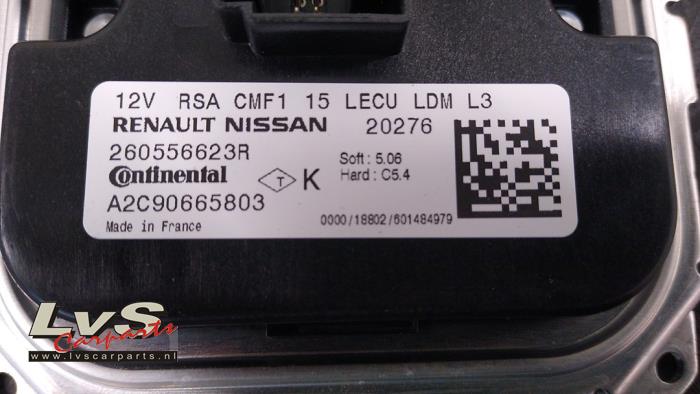 12V RSA CMF1 15 LECU LDM L3
RENAULT NISSAN 20276
260556623R
Soft : 5.06
Continental T K Hard : C5.4
A2C90665803
0000/18802/601484979
Made in France
LvS
Carparts
www.lvscarparts.nl